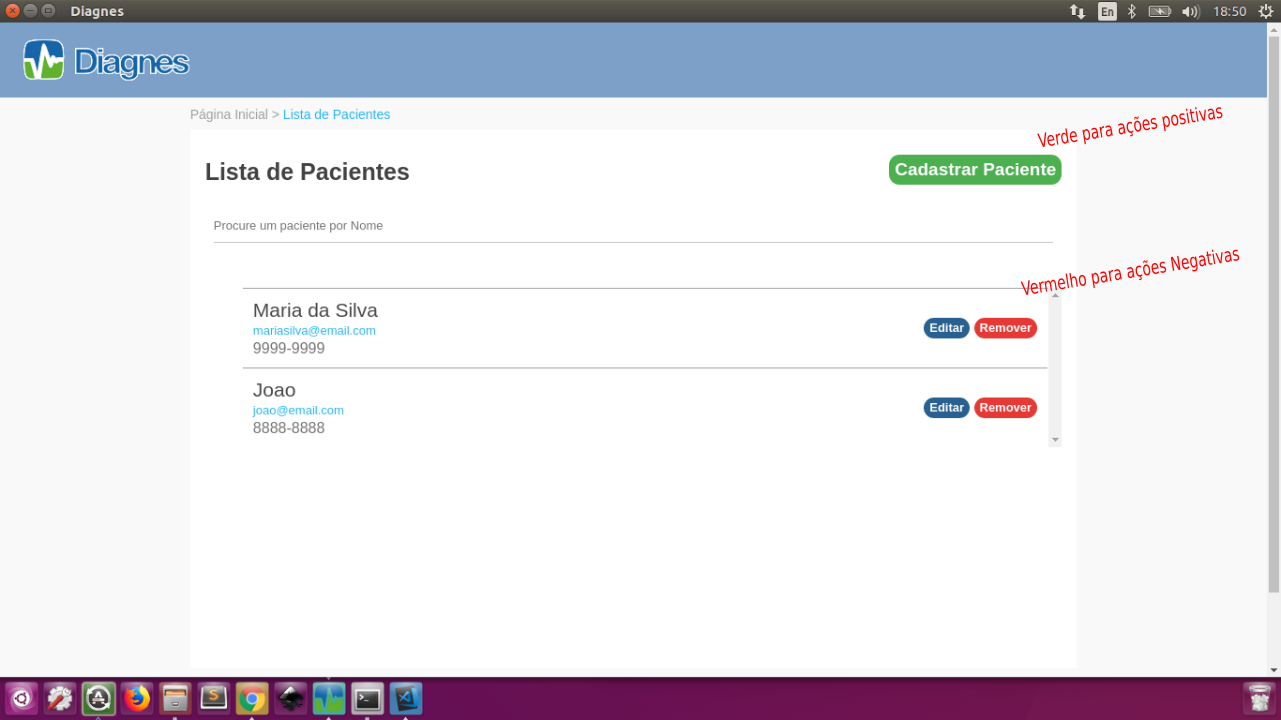 Diagnes
En
18:50
Diagnes
Página Inicial > Lista de Pacientes
Verde para ações positivas
Lista de Pacientes
Cadastrar Paciente
Procure um paciente por Nome
Vermelho para ações Negativas
Maria da Silva
mariasilva@email.com
9999-9999
Editar Remover
Joao
joao@email.com
8888-8888
Editar Remover